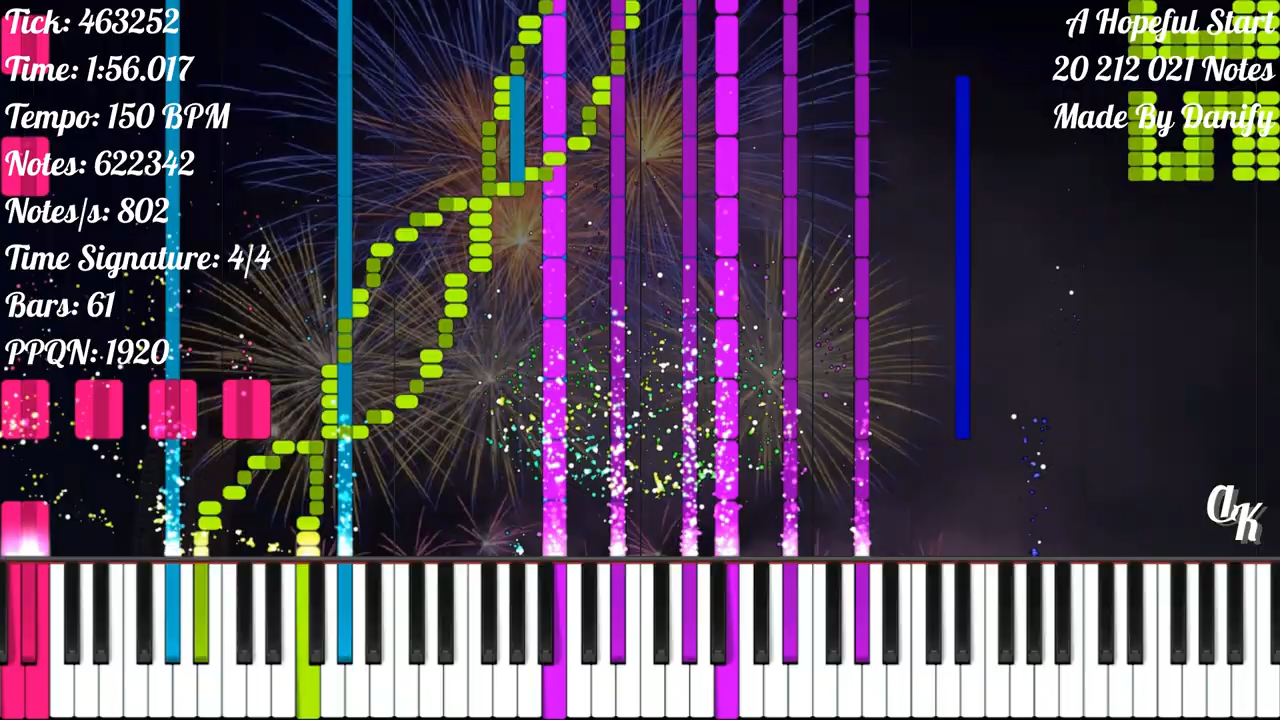 Tick: 463252
Time: 1:56.017
Tempo: 150 BPM
Notes: 622342
Notes/s: 802
Time Signature: 4/4
Bars: 61
PPQN: 1920
A Hopeful Start
20 212 021 Notes
Made By Danify
aK